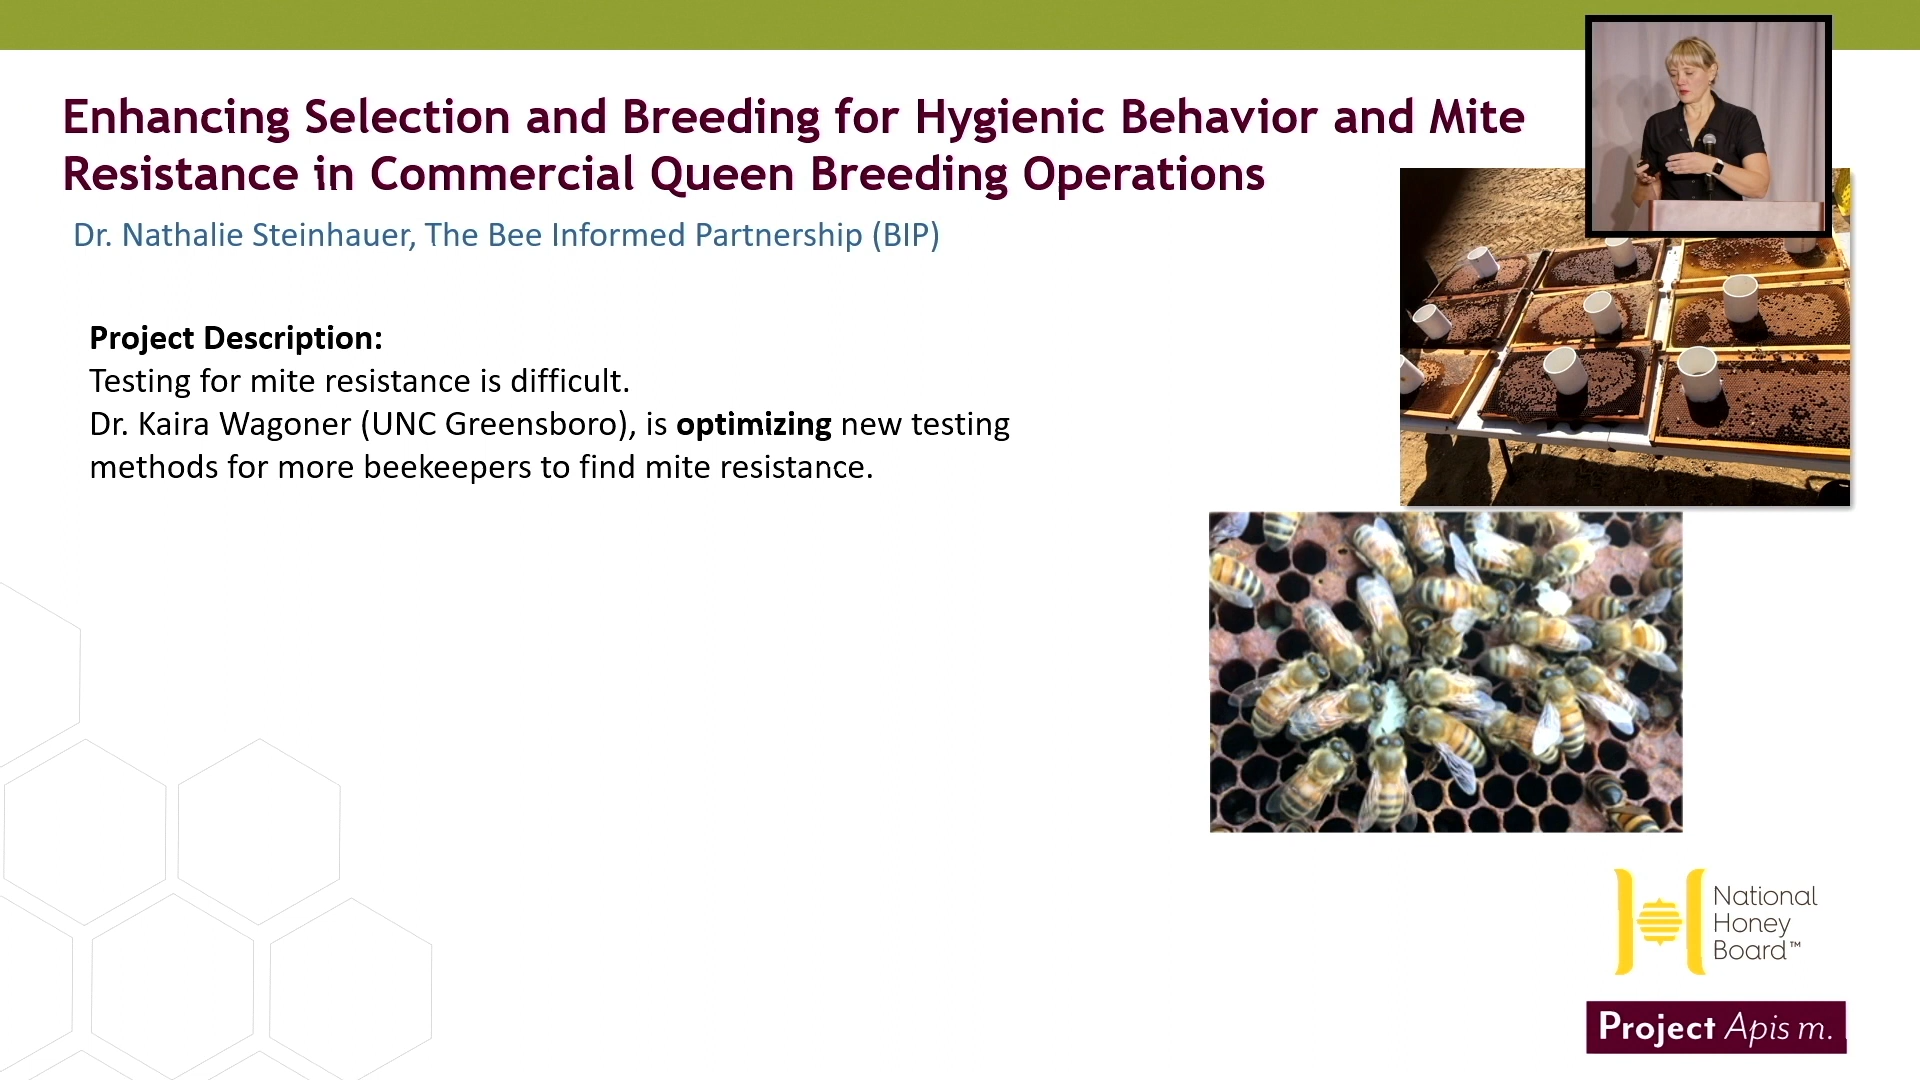 Enhancing Selection and Breeding for Hygienic Behavior and Mite
Resistance in Commercial Queen Breeding Operations
Dr. Nathalie Steinhauer, The Bee Informed Partnership (BIP)
Project Description:
Testing for mite resistance is difficult.
Dr. Kaira Wagoner (UNC Greensboro), is optimizing new testing
methods for more beekeepers to find mite resistance.
National
Honey
Board™
Project Apis m.